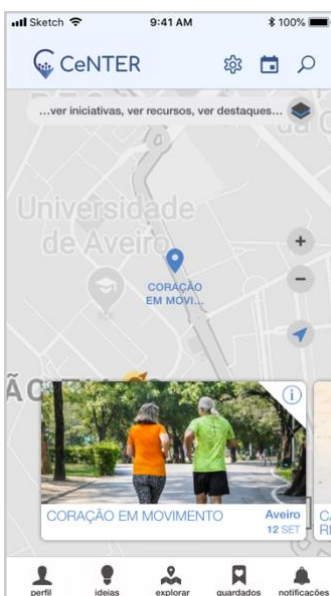 Sketch 9:41 AM 100%
CeNTER
...ver iniciativas, ver recursos, ver destaques...
Universidade
de Aveiro
CORAÇÃO
EM MOVI...
CORAÇÃO EM MOVIMENTO
Aveiro
12 SET
perfil ideias explorar guardados notificações